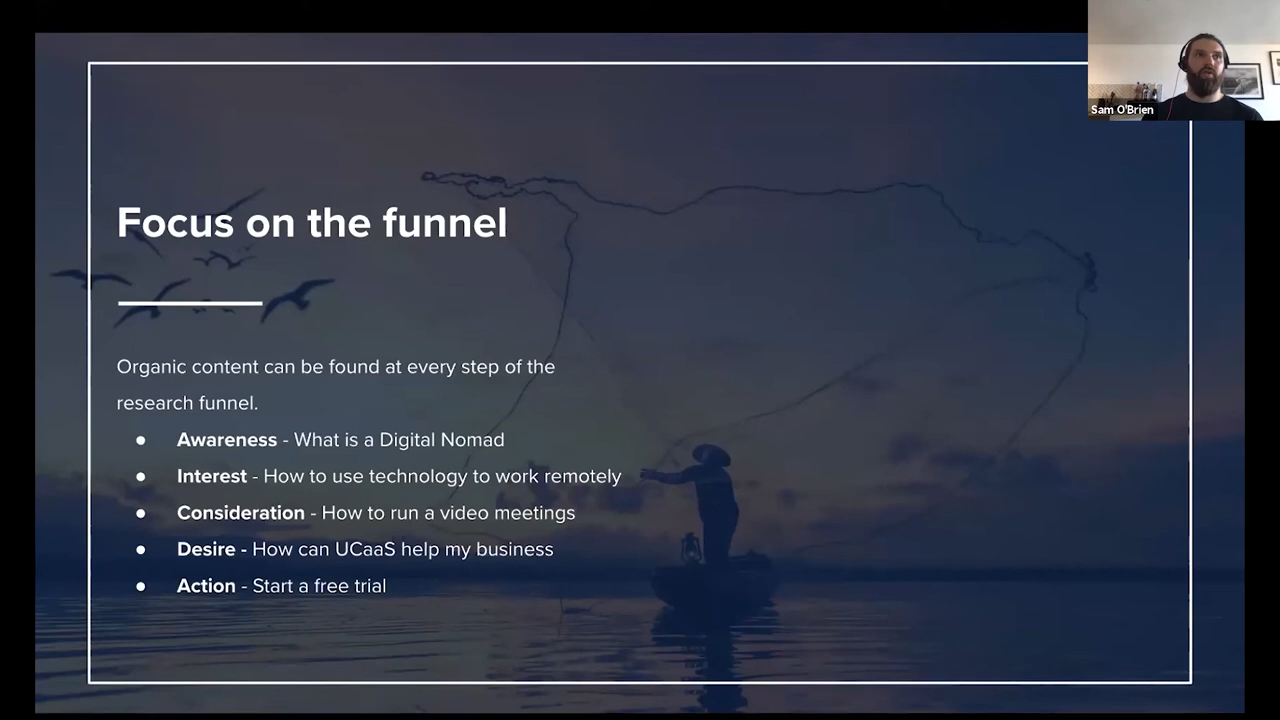 Sam O'Brien
Focus on the funnel
Organic content can be found at every step of the
research funnel.
● Awareness - What is a Digital Nomad
● Interest - How to use technology to work remotely
● Consideration - How to run a video meetings
● Desire - How can UCaaS help my business
● Action - Start a free trial